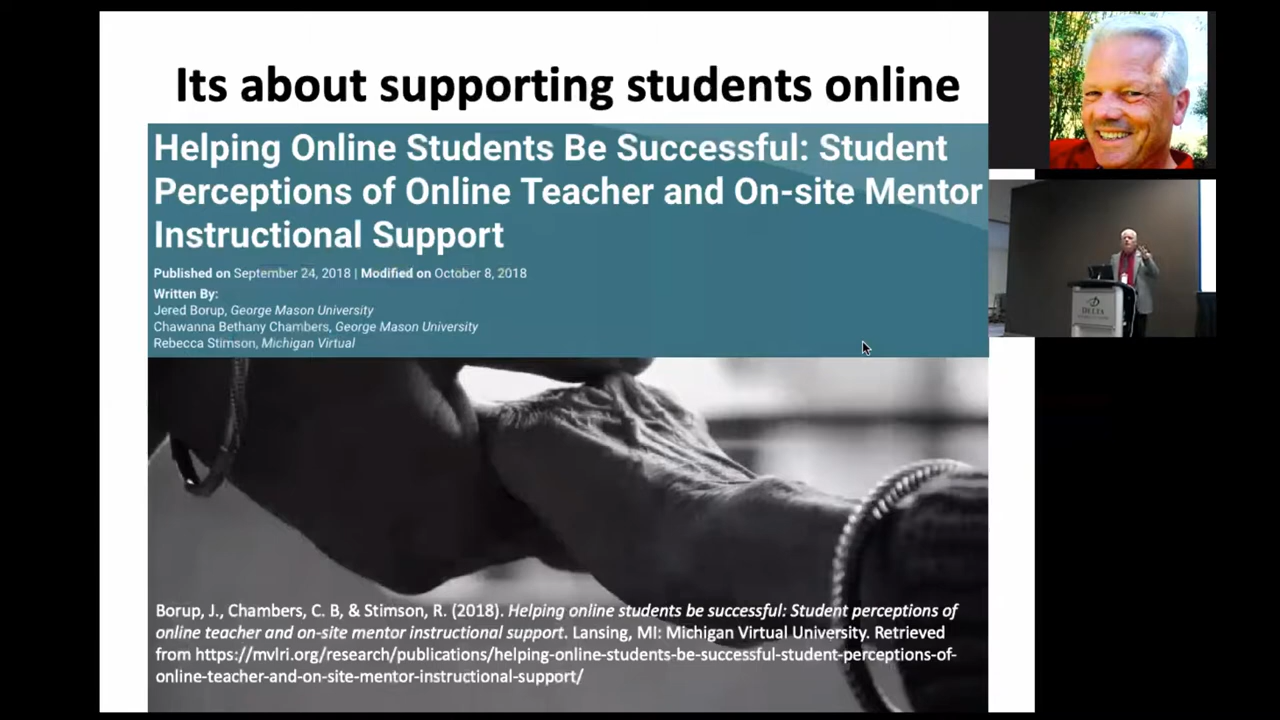 Its about supporting students online
Helping Online Students Be Successful: Student
Perceptions of Online Teacher and On-site Mentor
Instructional Support
Published on September 24, 2018 | Modified on October 8, 2018
Written By:
Jered Borup, George Mason University
Chawanna Bethany Chambers, George Mason University
Rebecca Stimson, Michigan Virtual
Borup, J., Chambers, C. B, & Stimson, R. (2018). Helping online students be successful: Student perceptions of
online teacher and on-site mentor instructional support. Lansing, MI: Michigan Virtual University. Retrieved
from https://mvlri.org/research/publications/helping-online-students-be-successful-student-perceptions-of-
online-teacher-and-on-site-mentor-instructional-support/
DELTA